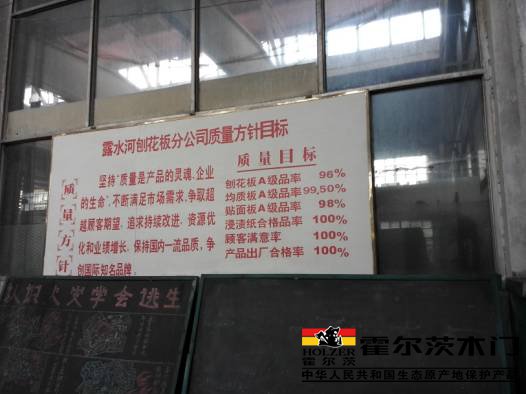 露水河刨花板分公司质量方针目标
质量方针
坚持“质量是产品的灵魂,企业
的生命”,不断满足市场需求,争取超
越顾客期望。追求持续改进、资源优
化和业绩增长,保持国内一流品质,争
创国际知名品牌。
质量目标
刨花板A级品率 96%
均质板A级品率 99,50%
贴面板A级品率 98%
浸渍纸合格品率 100%
顾客满意率 100%
产品出厂合格率 100%
认识火灾学会逃生
HOLZER
霍尔茨
霍尔茨木门
中华人民共和国生态原产地保护产品